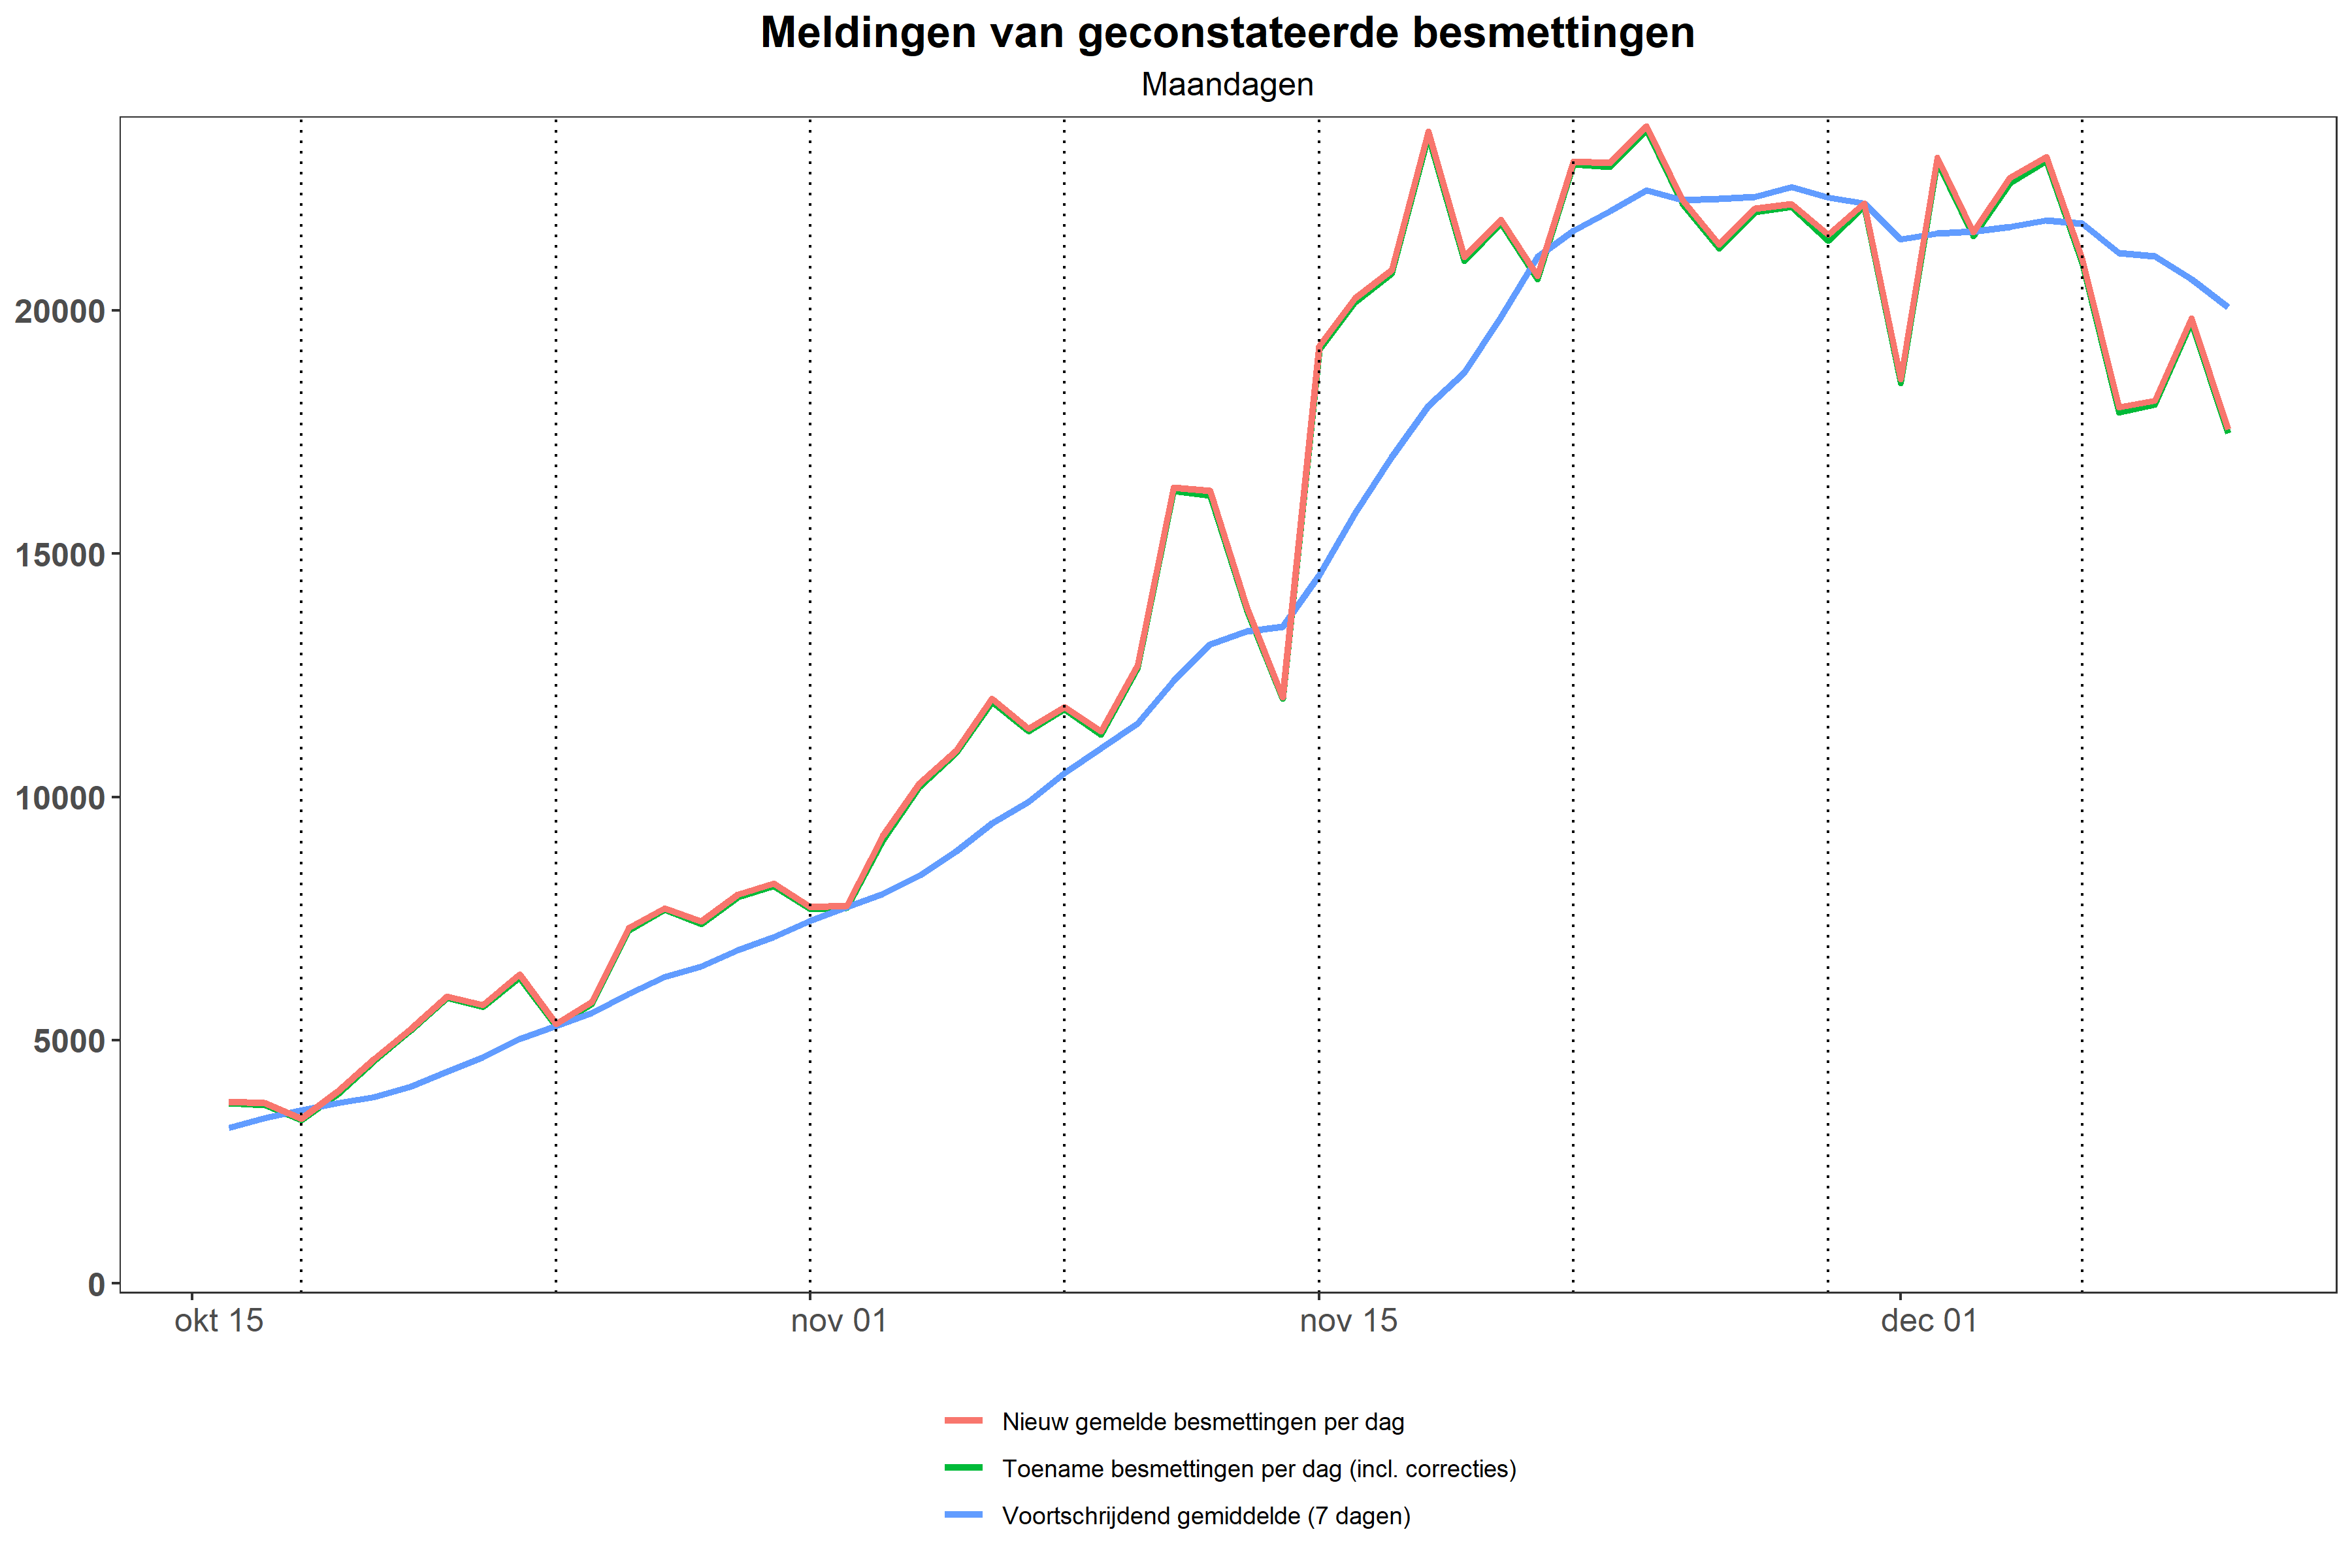 Meldingen van geconstateerde besmettingen
Maandagen
20000
15000
10000
5000
0
okt 15
nov 01
nov 15
dec 01
Nieuw gemelde besmettingen per dag
Toename besmettingen per dag (incl. correcties)
Voortschrijdend gemiddelde (7 dagen)